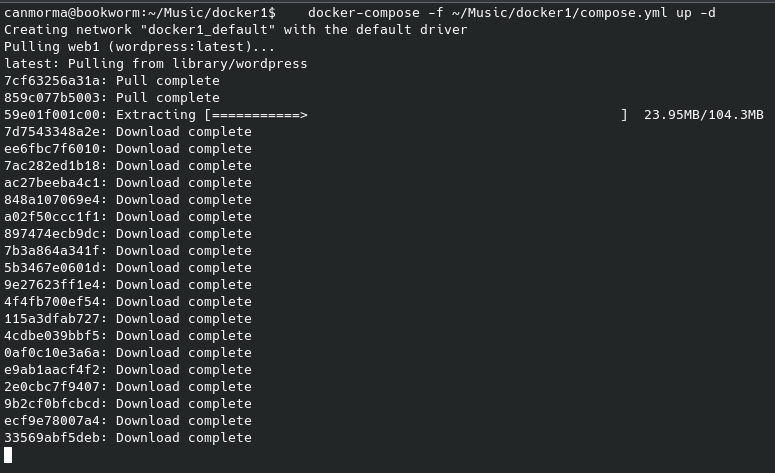 canmorma@bookworm:~/Music/docker1$    docker-compose -f ~/Music/docker1/compose.yml up -d
Creating network "docker1_default" with the default driver
Pulling web1 (wordpress:latest)...
latest: Pulling from library/wordpress
7cf63256a31a: Pull complete
859c077b5003: Pull complete
59e01f001c00: Extracting [===========>                                       ]  23.95MB/104.3MB
7d7543348a2e: Download complete
ee6fbc7f6010: Download complete
7ac282ed1b18: Download complete
ac27beeba4c1: Download complete
848a107069e4: Download complete
a02f50ccc1f1: Download complete
897474ecb9dc: Download complete
7b3a864a341f: Download complete
5b3467e0601d: Download complete
9e27623ff1e4: Download complete
4f4fb700ef54: Download complete
115a3dfab727: Download complete
4cdbe039bbf5: Download complete
0af0c10e3a6a: Download complete
e9ab1aacf4f2: Download complete
2e0cbc7f9407: Download complete
9b2cf0bfcbcd: Download complete
ecf9e78007a4: Download complete
33569abf5deb: Download complete